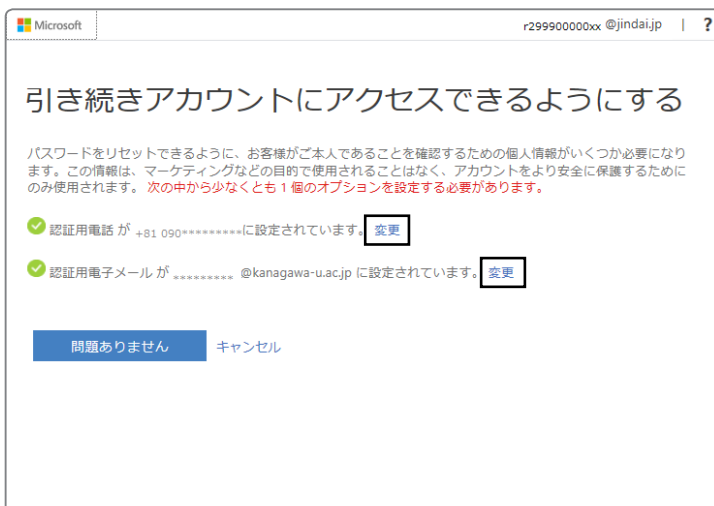 Microsoft
r299900000xx @jindai.jp | ?
引き続きアカウントにアクセスできるようにする
パスワードをリセットできるように、お客様がご本人であることを確認するための個人情報がいくつか必要になり
ます。この情報は、マーケティングなどの目的で使用されることはなく、アカウントをより安全に保護するために
のみ使用されます。 次の中から少なくとも 1 個のオプションを設定する必要があります。
認証用電話 が +81 090*********に設定されています。 変更
認証用電子メール が ********* @kanagawa-u.ac.jp に設定されています。 変更
問題ありません キャンセル